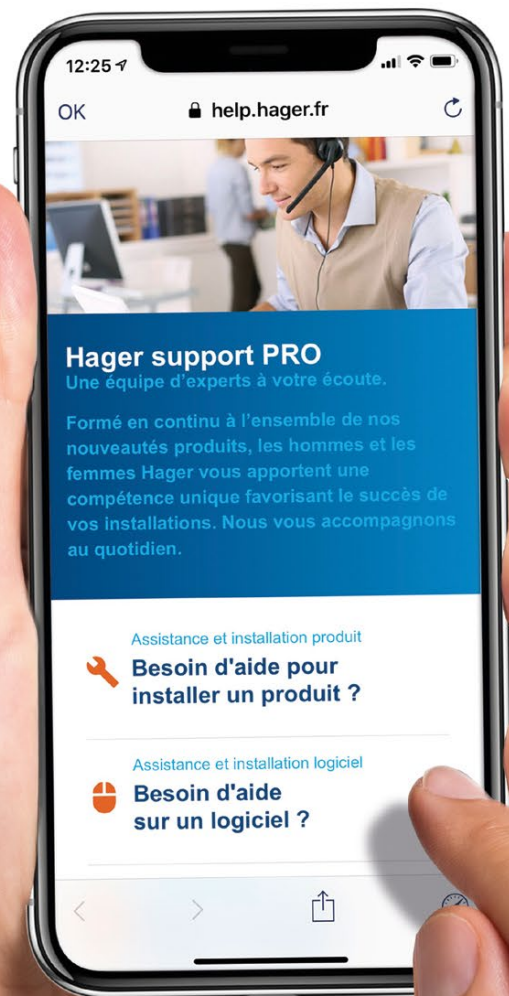 12:25
OK help.hager.fr
Hager support PRO
Une équipe d'experts à votre écoute.
Formé en continu à l'ensemble de nos
nouveautés produits, les hommes et les
femmes Hager vous apportent une
compétence unique favorisant le succès de
vos installations. Nous vous accompagnons
au quotidien.
Assistance et installation produit
Besoin d'aide pour
installer un produit ?
Assistance et installation logiciel
Besoin d'aide
sur un logiciel ?